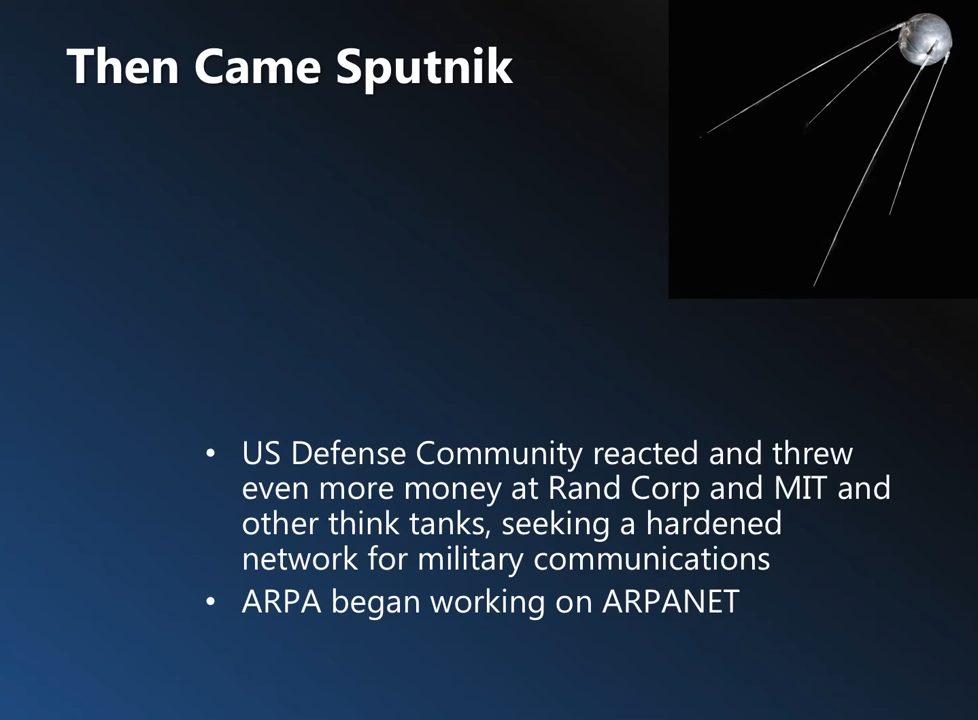 Then Came Sputnik
• US Defense Community reacted and threw
even more money at Rand Corp and MIT and
other think tanks, seeking a hardened
network for military communications
• ARPA began working on ARPANET